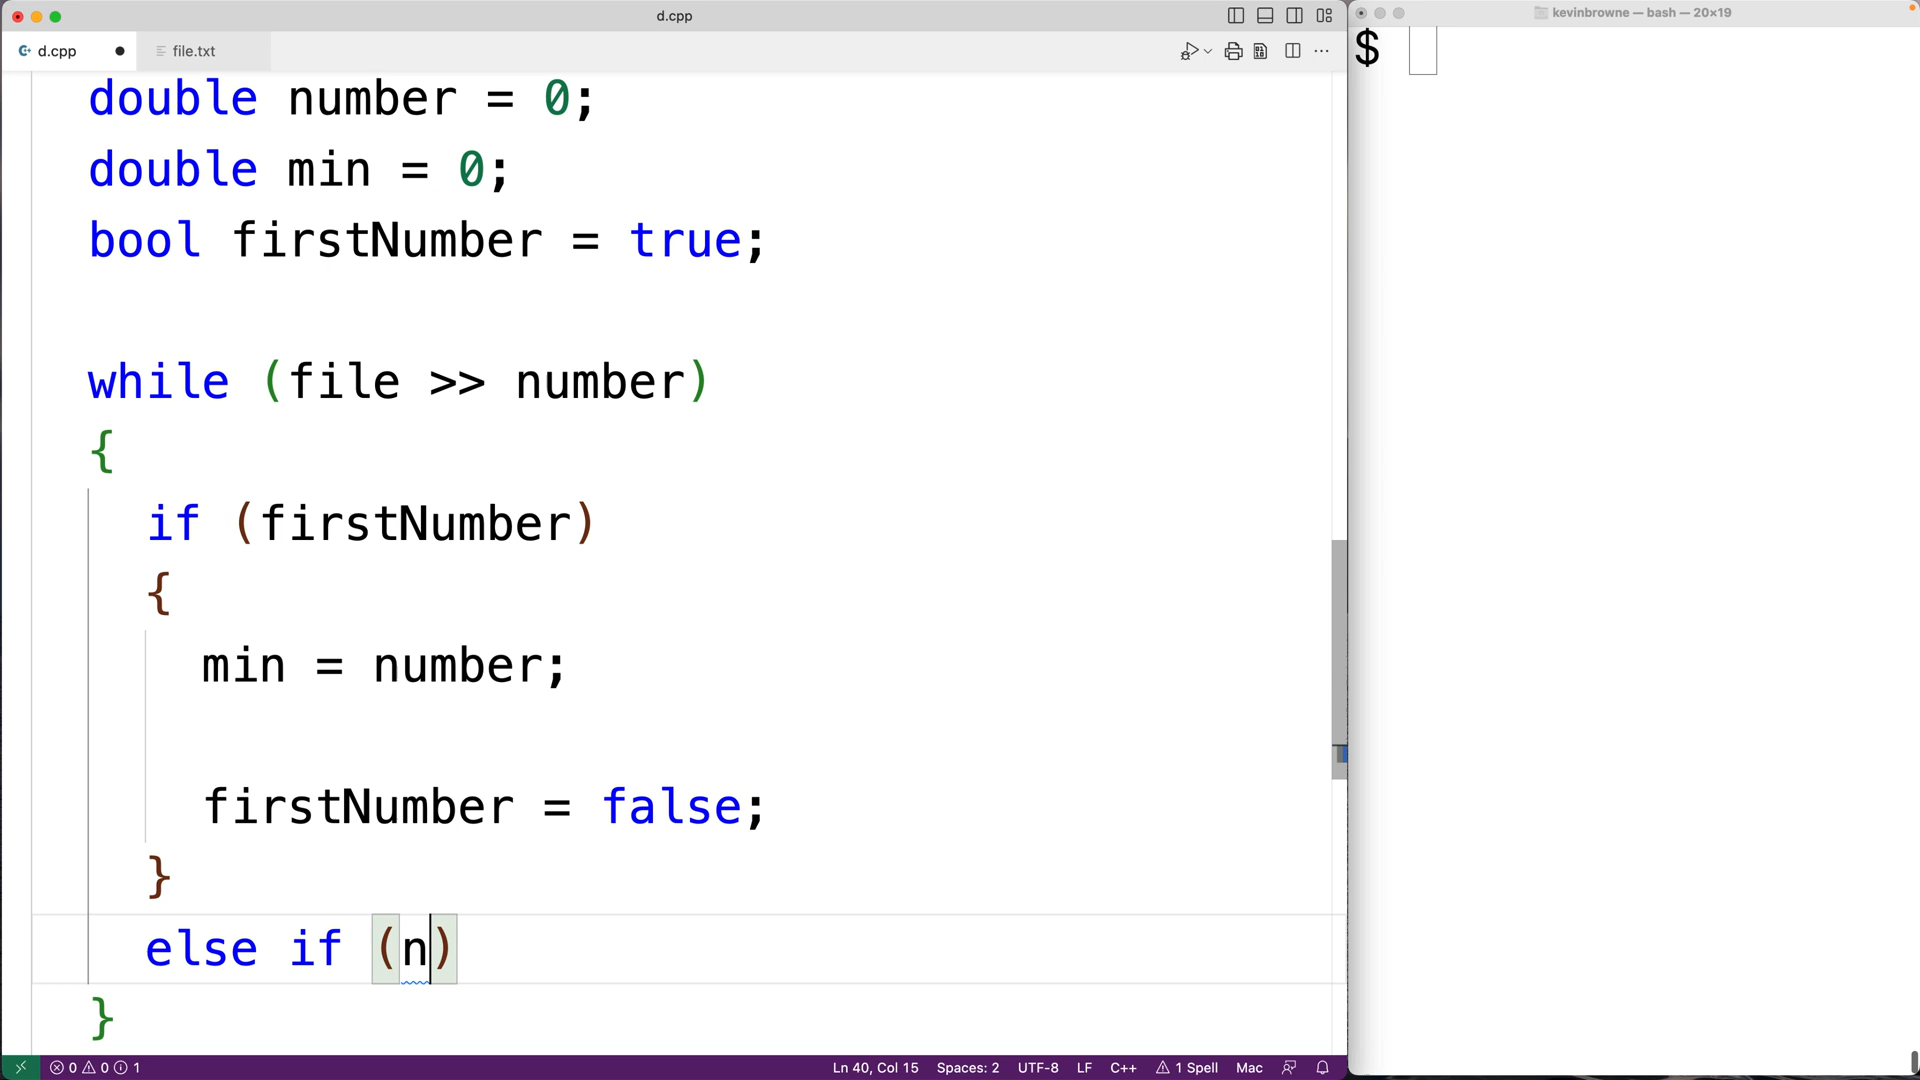 d.cpp
kevinbrowne — bash — 20×19
d.cpp
file.txt
$
double number = 0;
double min = 0;
bool firstNumber = true;
while (file >> number)
{
if (firstNumber)
{
min = number;
firstNumber = false;
}
else if (n)
}
0 0 1
Ln 40, Col 15 Spaces: 2 UTF-8 LF C++ 1 Spell Mac